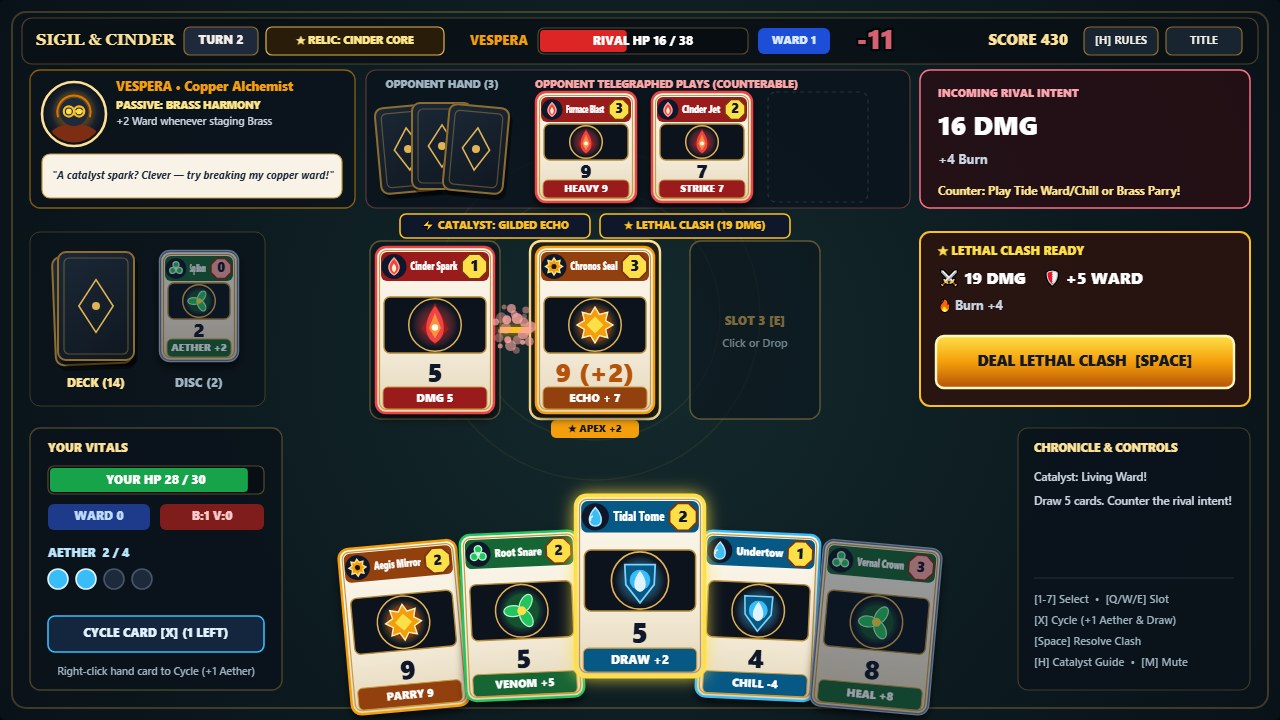 SIGIL & CINDER
TURN 2
★ RELIC: CINDER CORE
VESPERA
RIVAL HP 16 / 38
WARD 1
-11
SCORE 430
[H] RULES
TITLE
VESPERA • Copper Alchemist
PASSIVE: BRASS HARMONY
+2 Ward whenever staging Brass
"A catalyst spark? Clever — try breaking my copper ward!"
OPPONENT HAND (3)
OPPONENT TELEGRAPHED PLAYS (COUNTERABLE)
Furnace Blast 3
9
HEAVY 9
Cinder Jet 2
7
STRIKE 7
INCOMING RIVAL INTENT
16 DMG
+4 Burn
Counter: Play Tide Ward/Chill or Brass Parry!
DECK (14)
0
2
AETHER +2
DISC (2)
⚡ CATALYST: GILDED ECHO
★ LETHAL CLASH (19 DMG)
Cinder Spark 1
5
DMG 5
Chronos Seal 3
9 (+2)
ECHO + 7
★ APEX +2
SLOT 3 [E]
Click or Drop
★ LETHAL CLASH READY
⚔ 19 DMG 🛡 +5 WARD
🔥 Burn +4
DEAL LETHAL CLASH [SPACE]
YOUR VITALS
YOUR HP 28 / 30
WARD 0
B:1 V:0
AETHER 2 / 4
CYCLE CARD [X] (1 LEFT)
Right-click hand card to Cycle (+1 Aether)
Aegis Mirror 2
9
PARRY 9
Root Snare 2
5
VENOM +5
Tidal Tome 2
5
DRAW +2
Undertow 1
4
CHILL -4
Vernal Crown 3
8
HEAL +8
CHRONICLE & CONTROLS
Catalyst: Living Ward!
Draw 5 cards. Counter the rival intent!
[1-7] Select • [Q/W/E] Slot
[X] Cycle (+1 Aether & Draw)
[Space] Resolve Clash
[H] Catalyst Guide • [M] Mute